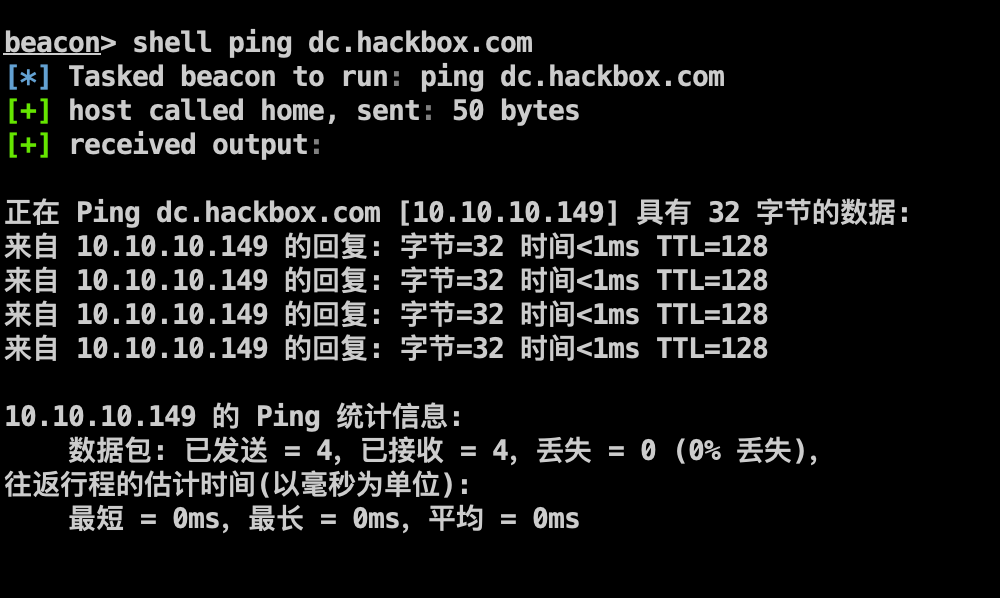 beacon> shell ping dc.hackbox.com
[*] Tasked beacon to run: ping dc.hackbox.com
[+] host called home, sent: 50 bytes
[+] received output:
正在 Ping dc.hackbox.com [10.10.10.149] 具有 32 字节的数据:
来自 10.10.10.149 的回复: 字节=32 时间<1ms TTL=128
来自 10.10.10.149 的回复: 字节=32 时间<1ms TTL=128
来自 10.10.10.149 的回复: 字节=32 时间<1ms TTL=128
来自 10.10.10.149 的回复: 字节=32 时间<1ms TTL=128
10.10.10.149 的 Ping 统计信息:
数据包: 已发送 = 4，已接收 = 4，丢失 = 0 (0% 丢失)，
往返行程的估计时间(以毫秒为单位):
最短 = 0ms，最长 = 0ms，平均 = 0ms